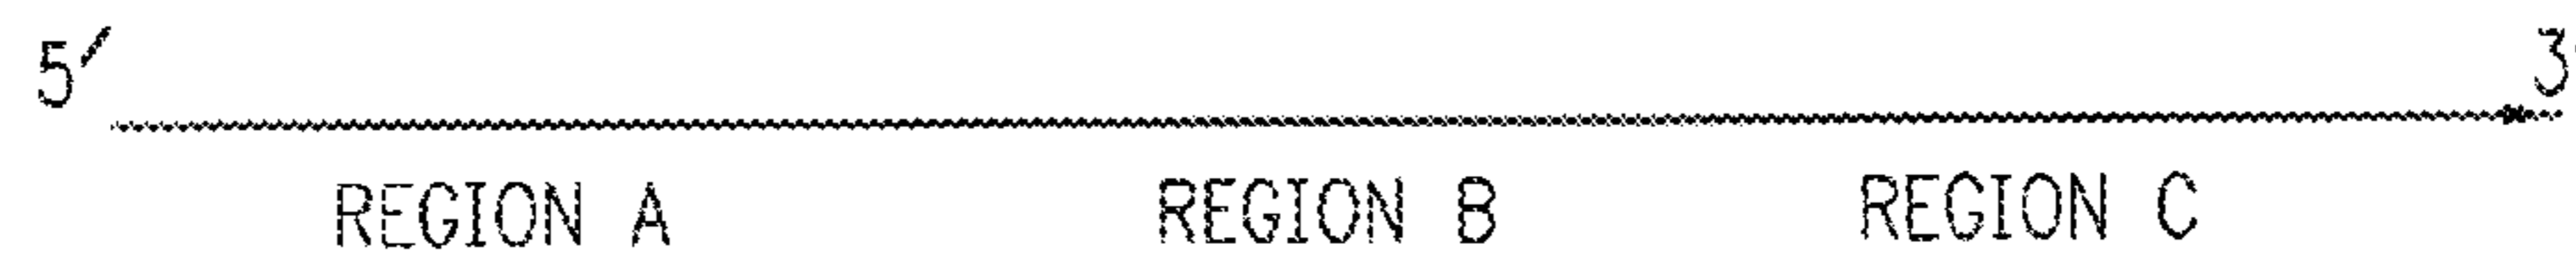 5′ 3'
REGION A REGION B REGION C